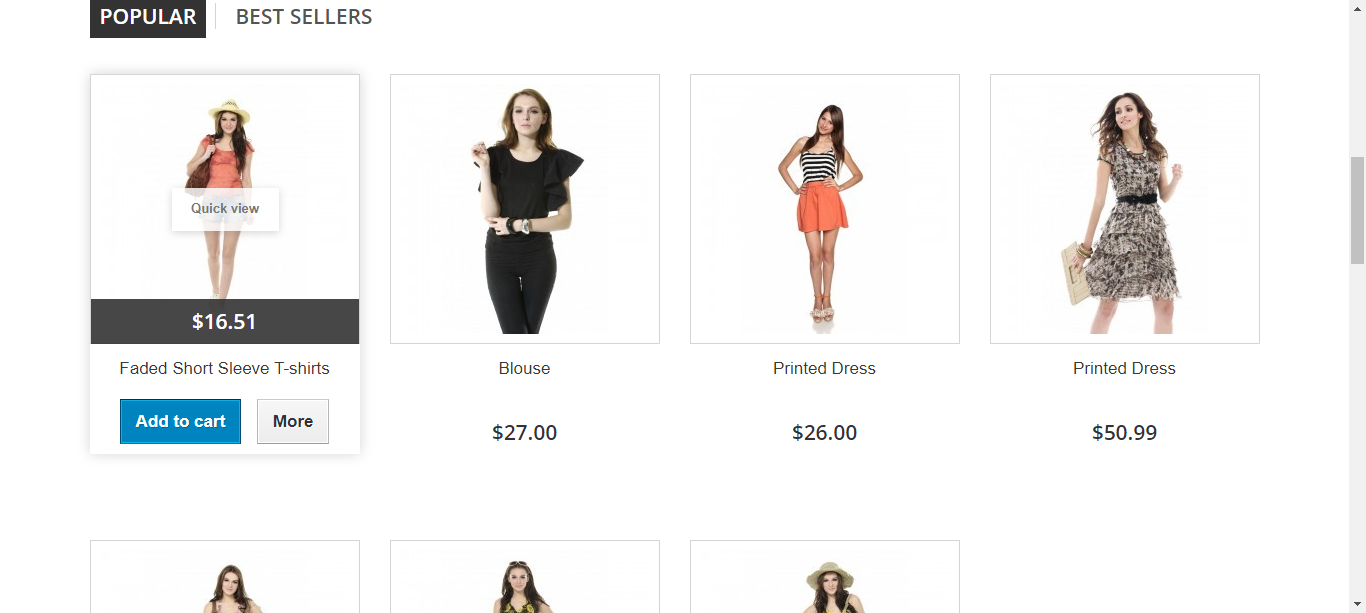 POPULAR
BEST SELLERS
Quick view
$16.51
Faded Short Sleeve T-shirts
Add to cart
More
Blouse
$27.00
Printed Dress
$26.00
Printed Dress
$50.99